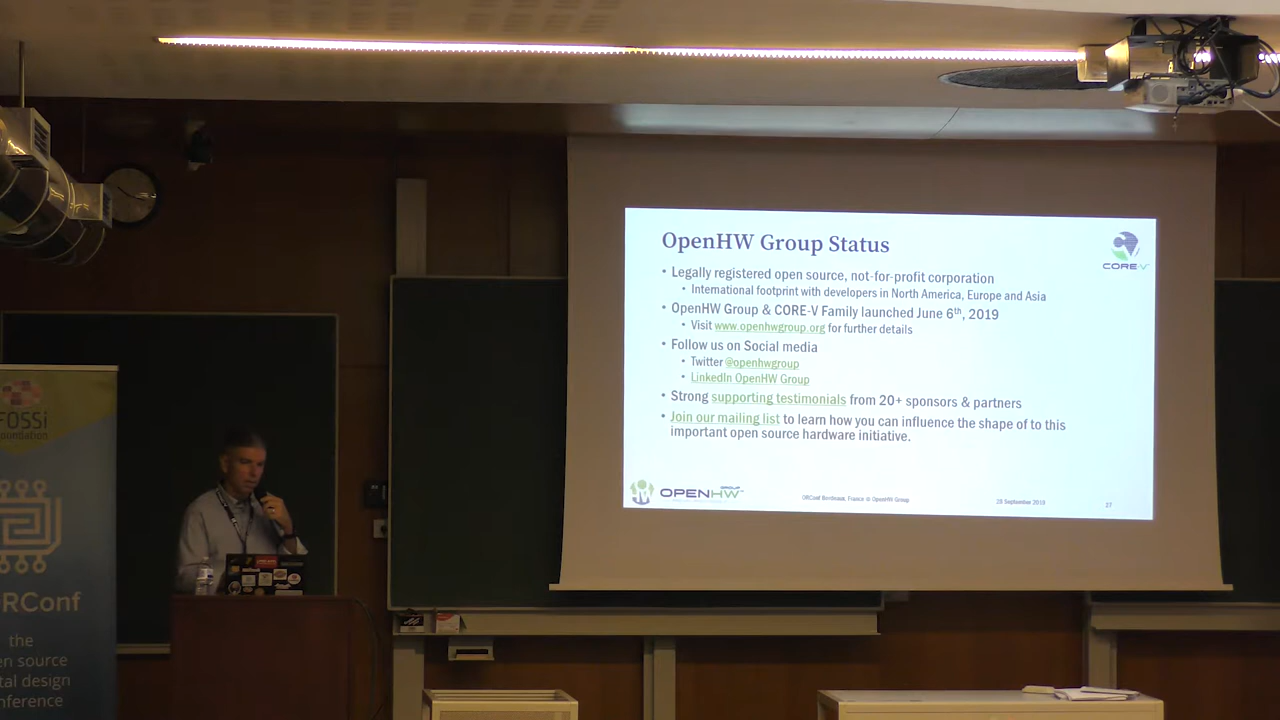 OpenHW Group Status
CORE-V
• Legally registered open source, not-for-profit corporation
• International footprint with developers in North America, Europe and Asia
• OpenHW Group & CORE-V Family launched June 6th, 2019
• Visit www.openhwgroup.org for further details
• Follow us on Social media
• Twitter @openhwgroup
• LinkedIn OpenHW Group
• Strong supporting testimonials from 20+ sponsors & partners
• Join our mailing list to learn how you can influence the shape of to this
important open source hardware initiative.
OPENHW GROUP
ORConf Bordeaux, France © OpenHW Group
27
FOSSi
oundation
RConf
the
en source
tal design
nference